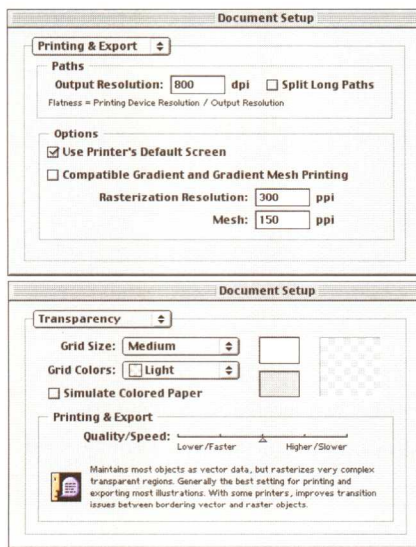 Document Setup
Printing & Export
Paths
Output Resolution: 800 dpi Split Long Paths
Flatness = Printing Device Resolution / Output Resolution
Options
Use Printer's Default Screen
Compatible Gradient and Gradient Mesh Printing
Rasterization Resolution: 300 ppi
Mesh: 150 ppi
Document Setup
Transparency
Grid Size: Medium
Grid Colors: Light
Simulate Colored Paper
Printing & Export
Quality/Speed:
Lower/Faster Higher/Slower
Maintains most objects as vector data, but rasterizes very complex
transparent regions. Generally the best setting for printing and
exporting most illustrations. With some printers, improves transition
issues between bordering vector and raster objects.